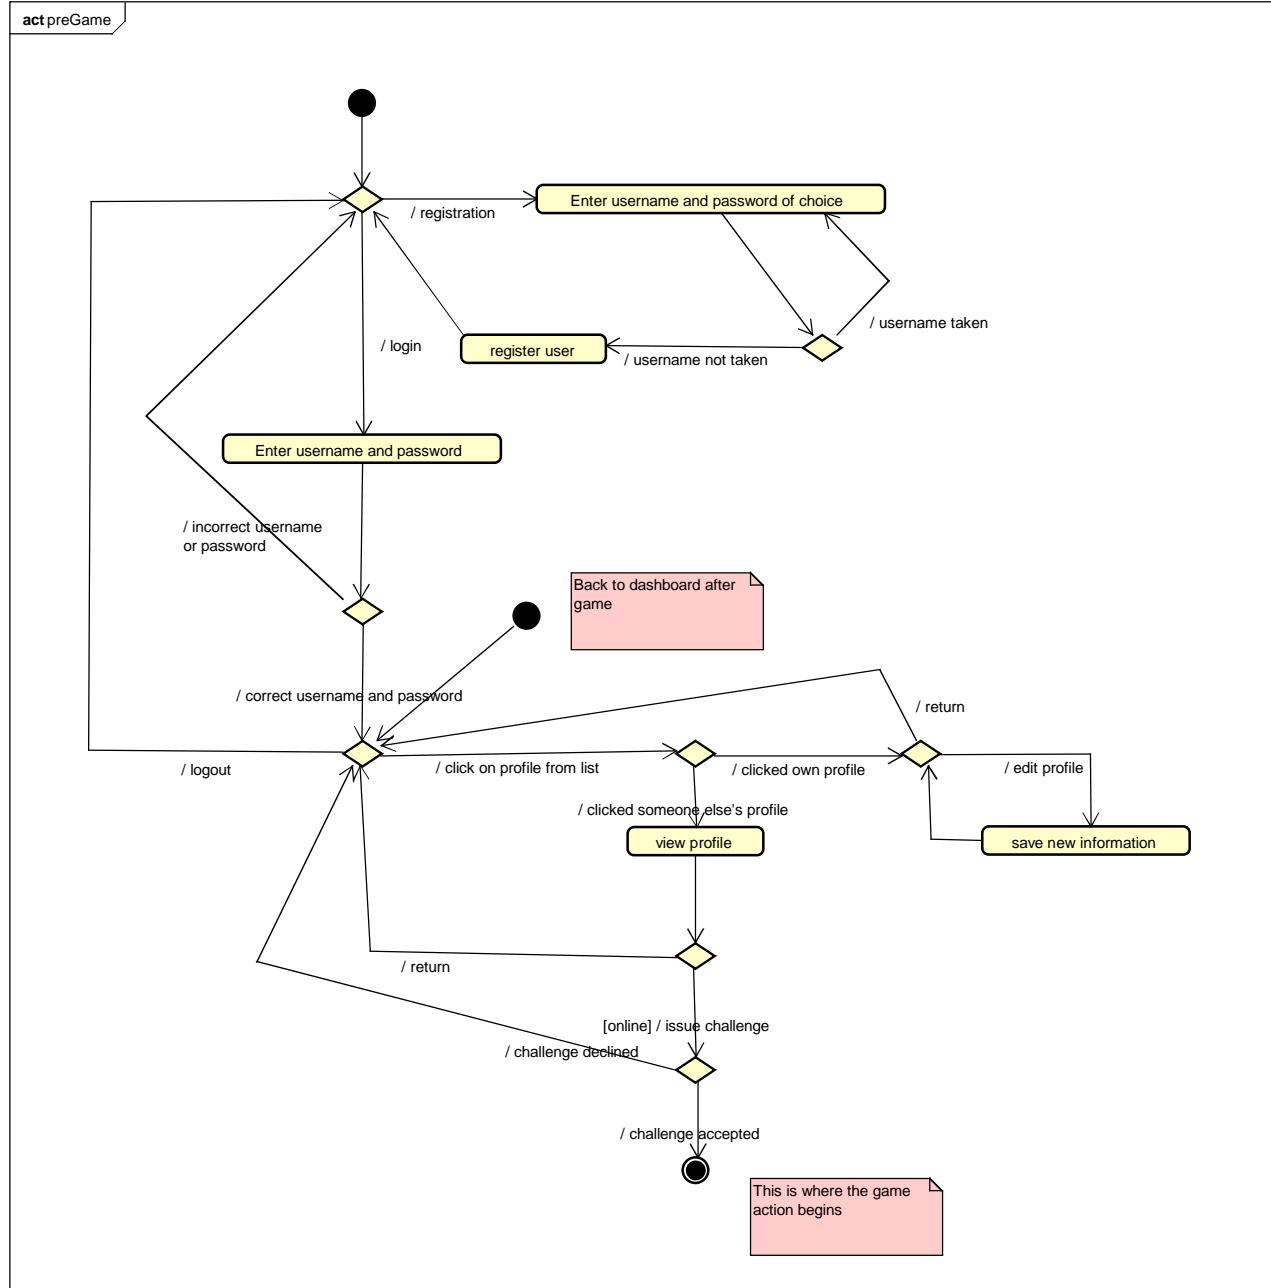 act preGame
Enter username and password of choice
/ registration
/ username taken
/ login
register user
/ username not taken
Enter username and password
/ incorrect username
or password
Back to dashboard after
game
/ correct username and password
/ return
/ logout
/ click on profile from list
/ clicked own profile
/ edit profile
/ clicked someone else's profile
view profile
save new information
/ return
[online] / issue challenge
/ challenge declined
/ challenge accepted
This is where the game
action begins